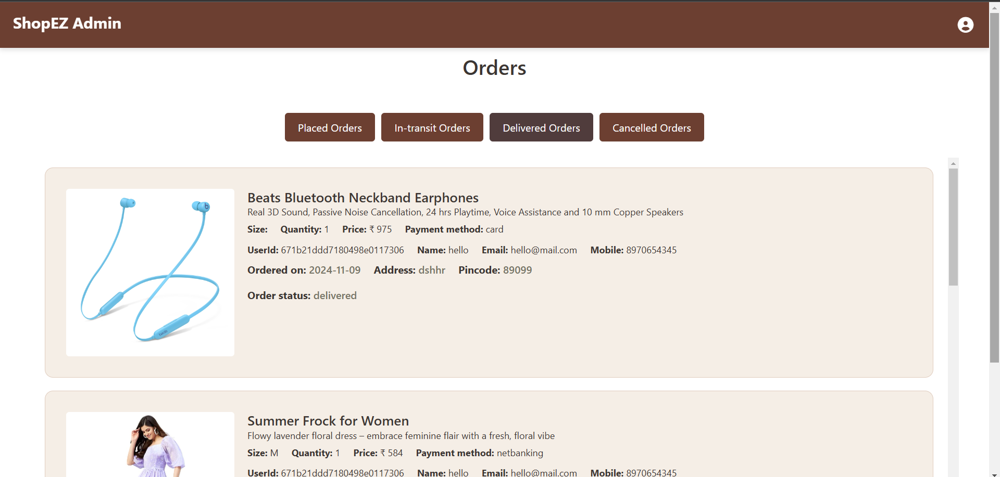 ShopEZ Admin
Orders
Placed Orders In-transit Orders Delivered Orders Cancelled Orders
Beats Bluetooth Neckband Earphones
Real 3D Sound, Passive Noise Cancellation, 24 hrs Playtime, Voice Assistance and 10 mm Copper Speakers
Size: Quantity: 1 Price: ₹ 975 Payment method: card
UserId: 671b21ddd7180498e0117306 Name: hello Email: hello@mail.com Mobile: 8970654345
Ordered on: 2024-11-09 Address: dshhr Pincode: 89099
Order status: delivered
b
beats
Summer Frock for Women
Flowy lavender floral dress – embrace feminine flair with a fresh, floral vibe
Size: M Quantity: 1 Price: ₹ 584 Payment method: netbanking
UserId: 671b21ddd7180498e0117306 Name: hello Email: hello@mail.com Mobile: 8970654345